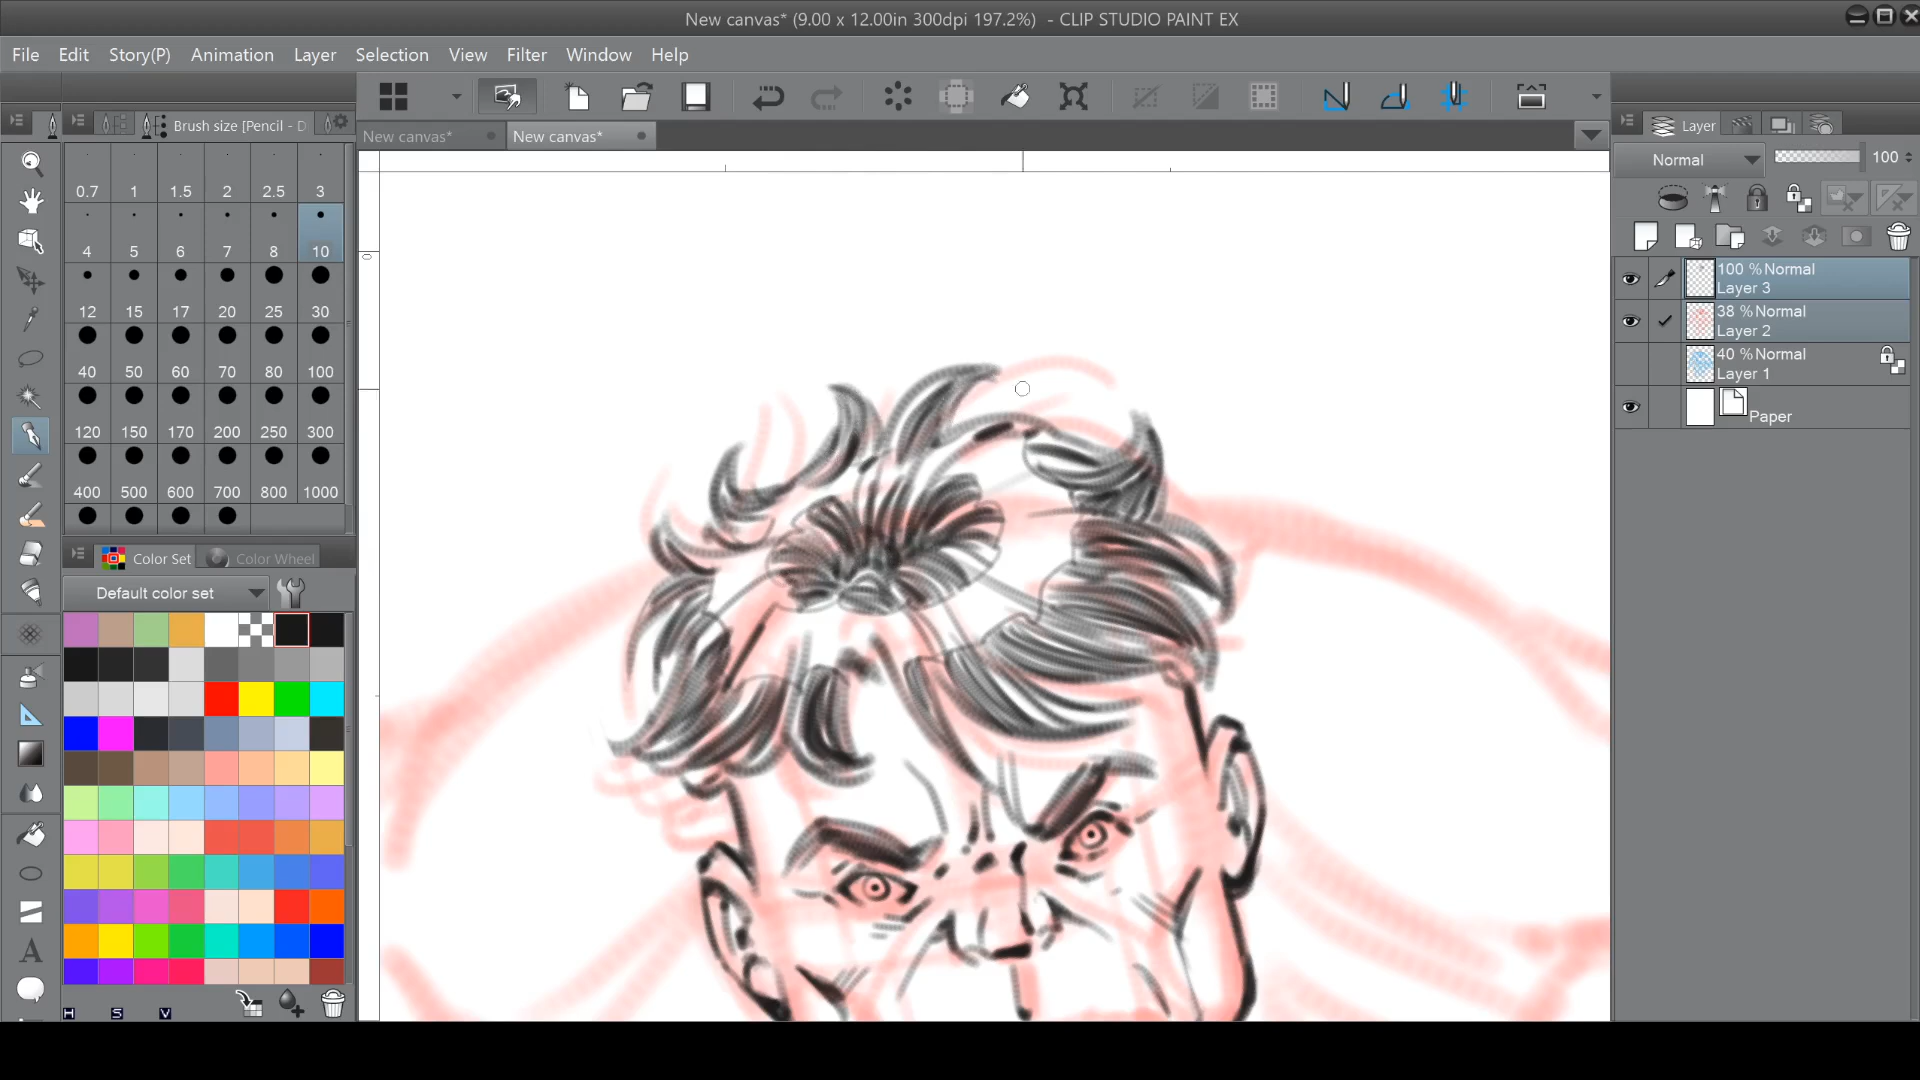 New canvas* (9.00 x 12.00in 300dpi 197.2%) - CLIP STUDIO PAINT EX
File Edit Story(P) Animation Layer Selection View Filter Window Help
Brush size [Pencil - D
New canvas* New canvas*
Layer
0.7 1 1.5 2 2.5 3
4 5 6 7 8 10
12 15 17 20 25 30
40 50 60 70 80 100
120 150 170 200 250 300
400 500 600 700 800 1000
Color Set Color Wheel
Default color set
H S V
Normal 100
100 %Normal
Layer 3
38 %Normal
Layer 2
40 %Normal
Layer 1
Paper